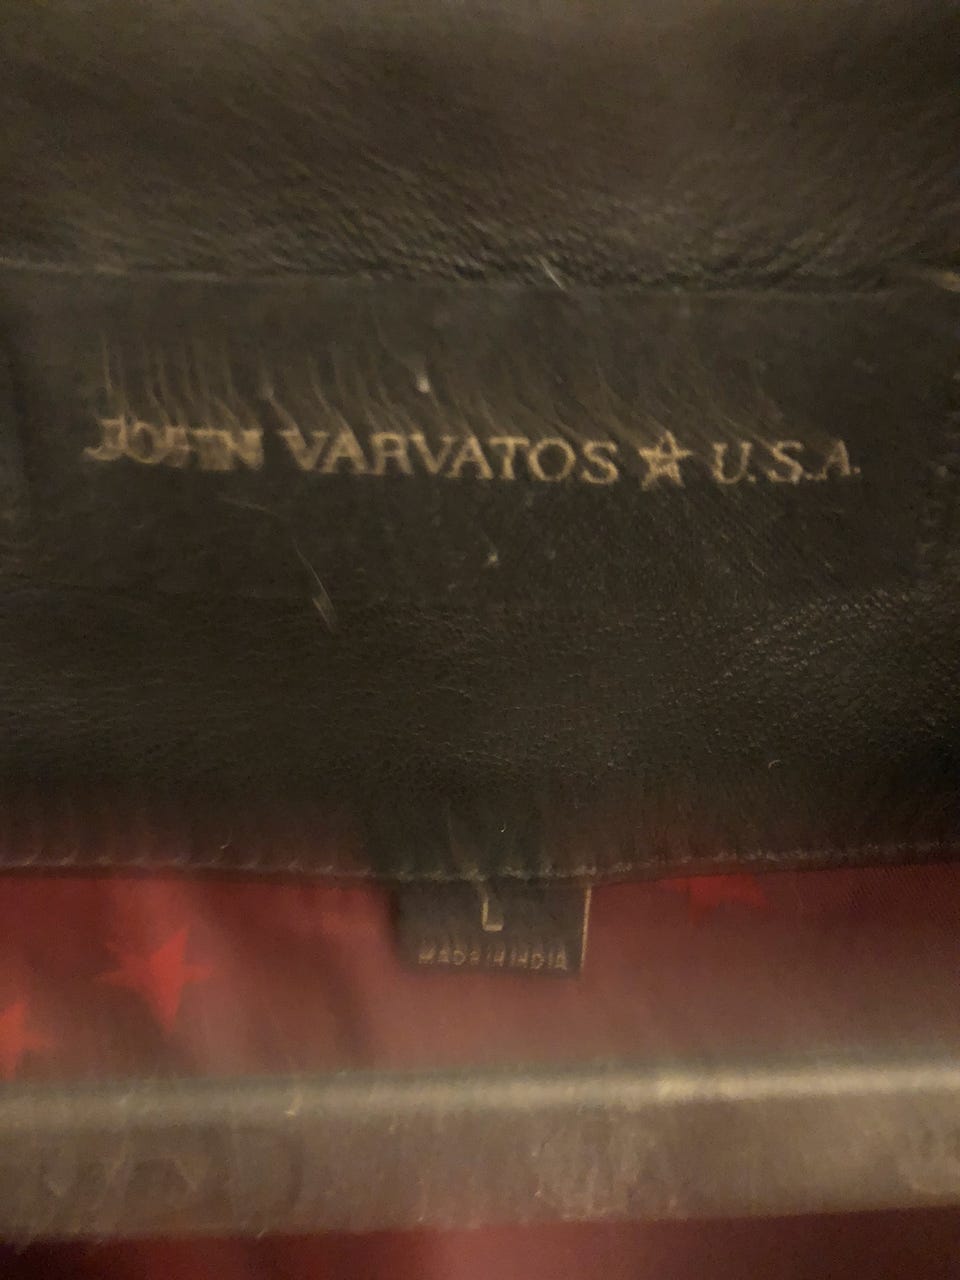 JOHN VARVATOS ★ U.S.A.
L
MADE IN INDIA